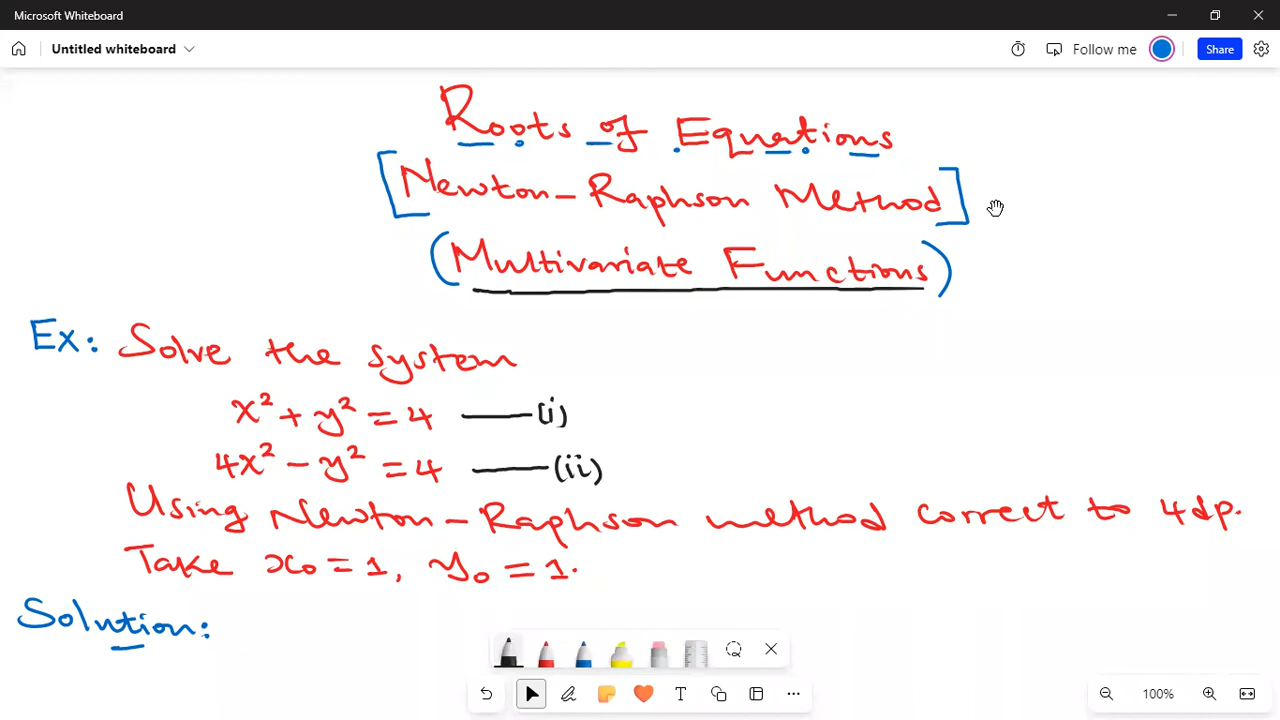 Microsoft Whiteboard
Untitled whiteboard
Follow me
Share
Roots of Equations
[Newton-Raphson Method]
(Multivariate Functions)
Ex: Solve the system
x² + y² = 4 ——(i)
4x² - y² = 4 ——(ii)
Using Newton-Raphson method correct to 4dp.
Take x₀ = 1, y₀ = 1.
Solution:
100%